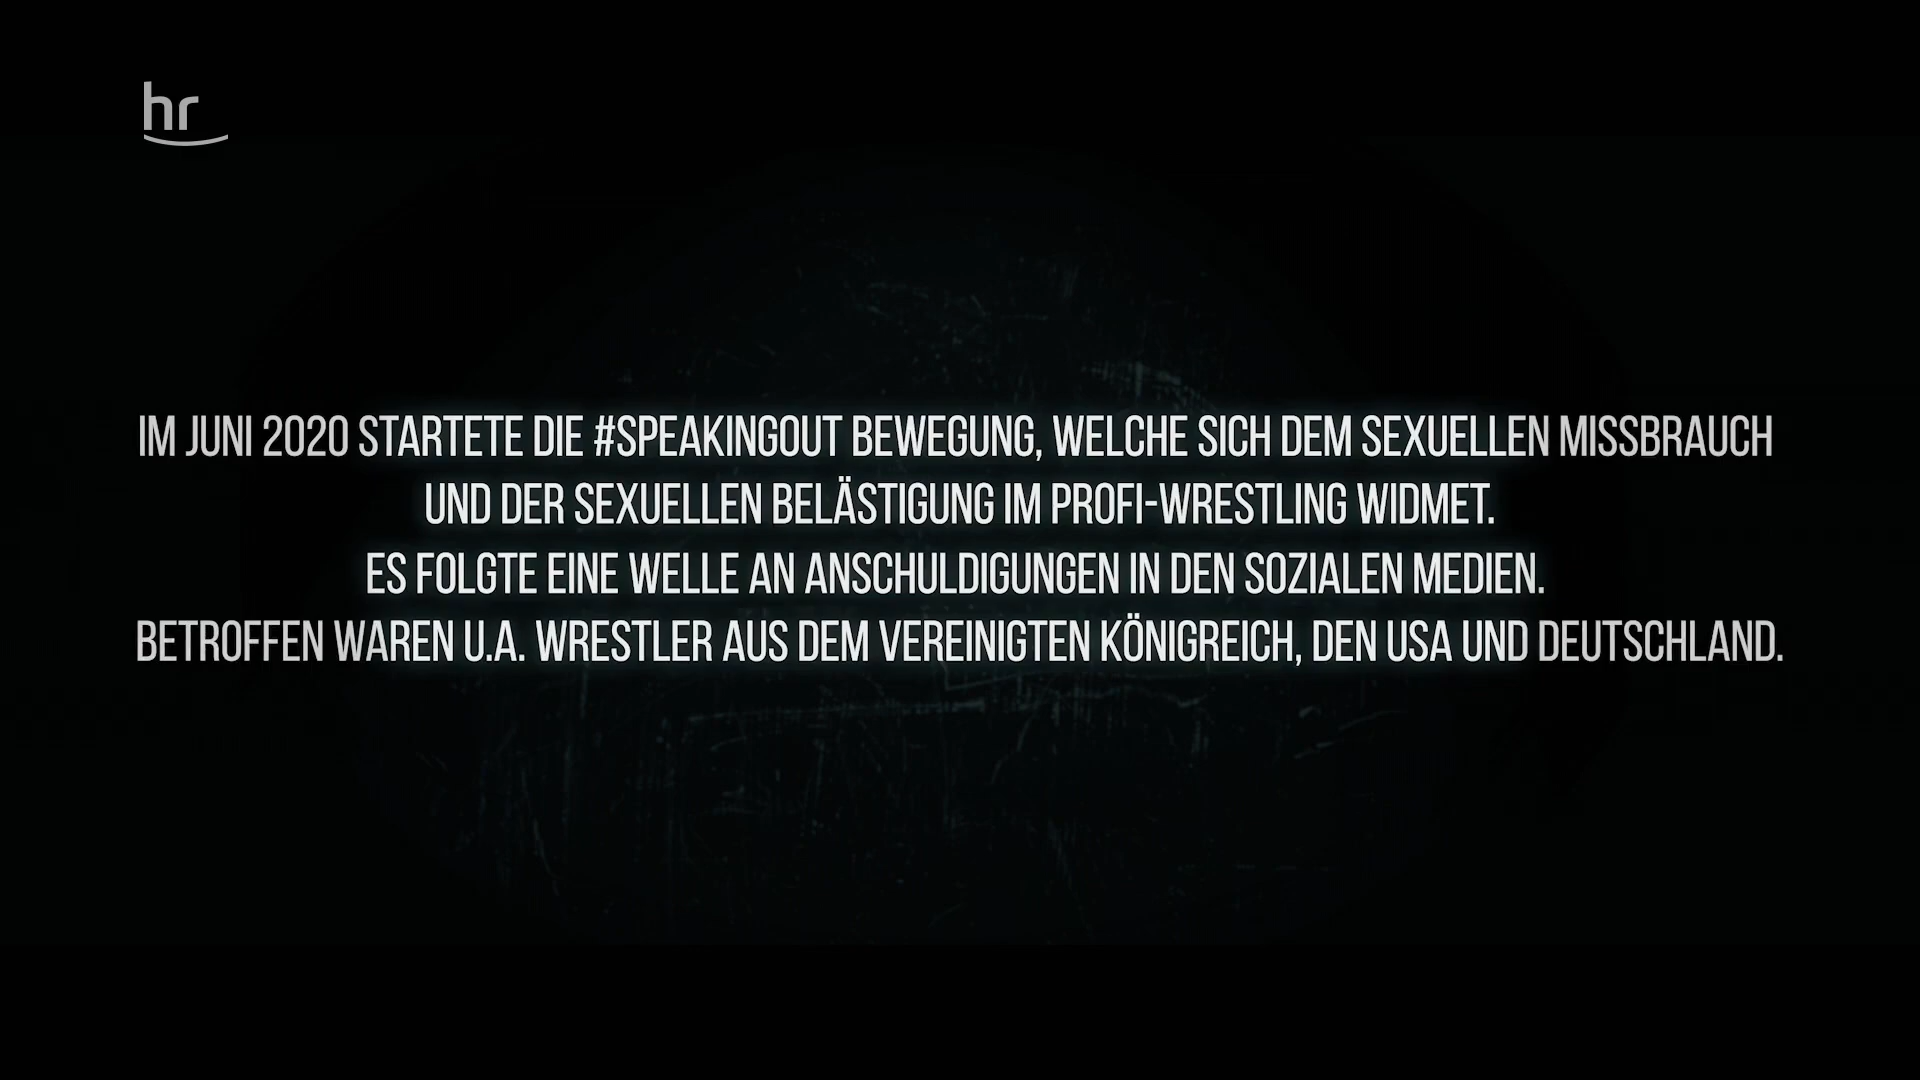 hr
IM JUNI 2020 STARTETE DIE #SPEAKINGOUT BEWEGUNG, WELCHE SICH DEM SEXUELLEN MISSBRAUCH
UND DER SEXUELLEN BELÄSTIGUNG IM PROFI-WRESTLING WIDMET.
ES FOLGTE EINE WELLE AN ANSCHULDIGUNGEN IN DEN SOZIALEN MEDIEN.
BETROFFEN WAREN U.A. WRESTLER AUS DEM VEREINIGTEN KÖNIGREICH, DEN USA UND DEUTSCHLAND.